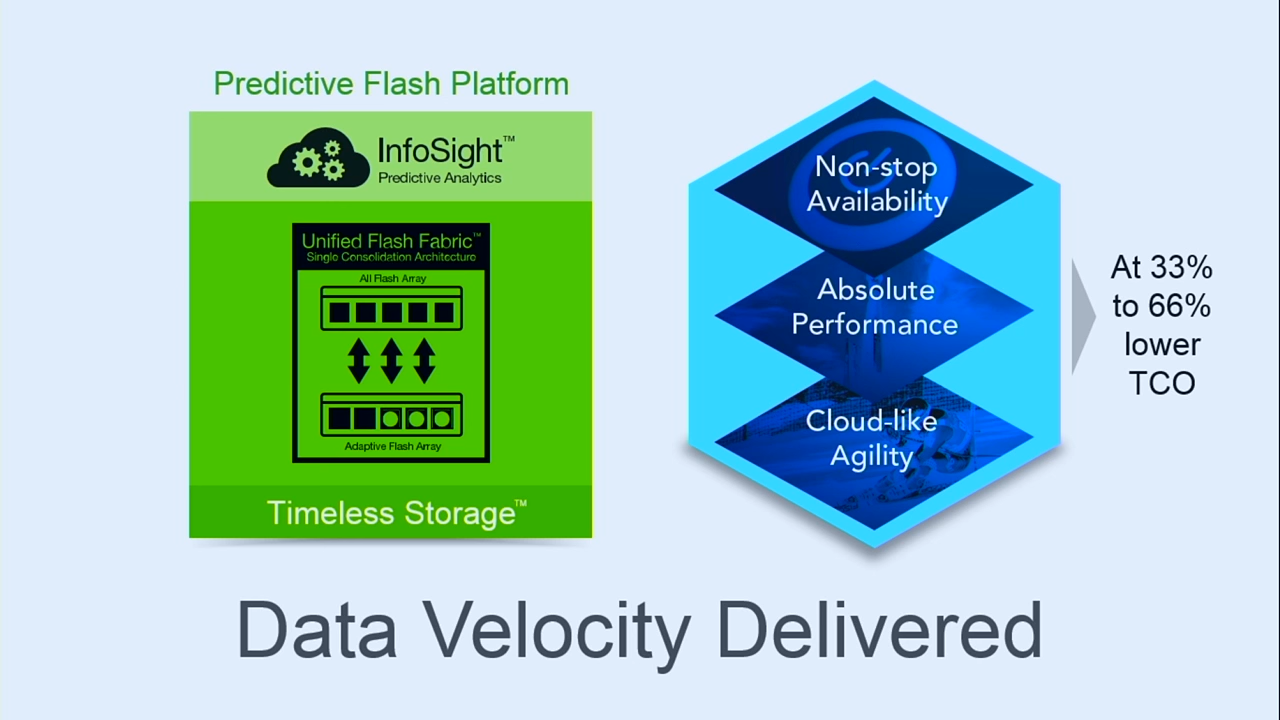 Predictive Flash Platform
InfoSight™
Predictive Analytics
Unified Flash Fabric™
Single Consolidation Architecture
All Flash Array
Adaptive Flash Array
Timeless Storage™
Non-stop
Availability
Absolute
Performance
Cloud-like
Agility
At 33%
to 66%
lower
TCO
Data Velocity Delivered